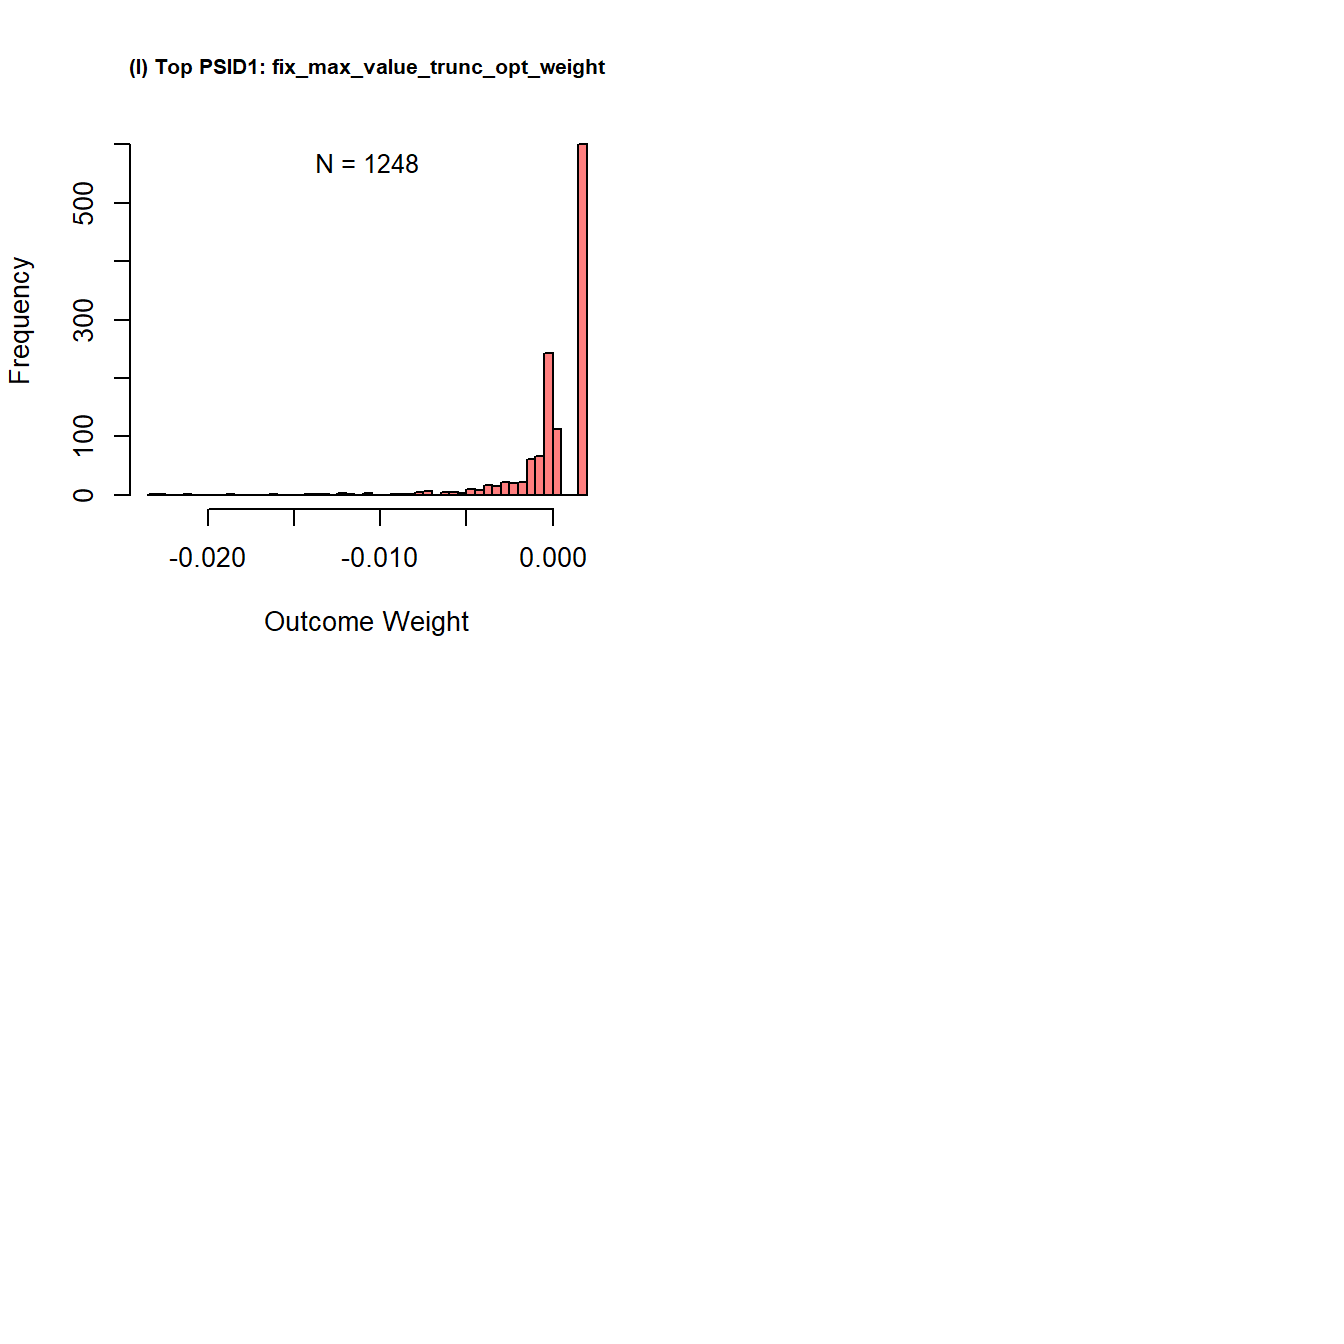 (I) Top PSID1: fix_max_value_trunc_opt_weight
N = 1248
Frequency
500
300
100
0
-0.020 -0.010 0.000
Outcome Weight